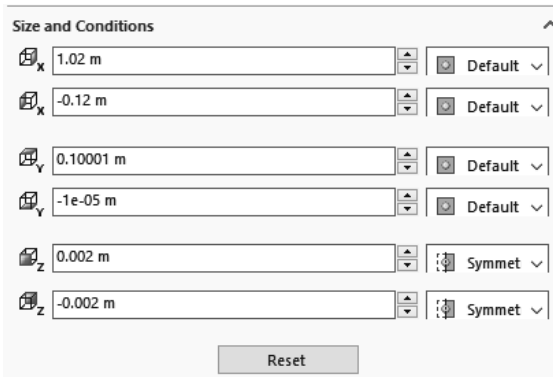 Size and Conditions
X 1.02 m Default
X -0.12 m Default
Y 0.10001 m Default
Y -1e-05 m Default
Z 0.002 m Symmet
Z -0.002 m Symmet
Reset